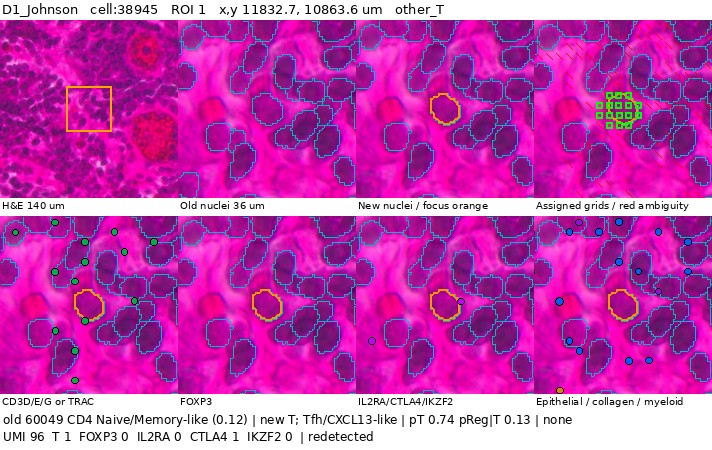 D1_Johnson cell:38945 ROI 1 x,y 11832.7, 10863.6 um other_T
H&E 140 um
Old nuclei 36 um
New nuclei / focus orange
Assigned grids / red ambiguity
CD3D/E/G or TRAC
FOXP3
IL2RA/CTLA4/IKZF2
Epithelial / collagen / myeloid
old 60049 CD4 Naive/Memory-like (0.12) | new T; Tfh/CXCL13-like | pT 0.74 pReg|T 0.13 | none
UMI 96 T 1 FOXP3 0 IL2RA 0 CTLA4 1 IKZF2 0 | redetected